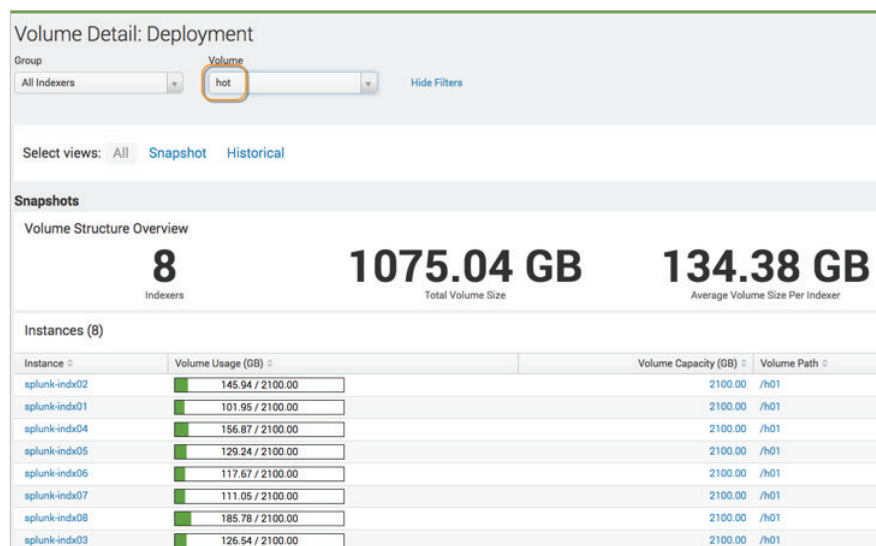 Volume Detail: Deployment
Group Volume
All Indexers hot Hide Filters
Select views: All Snapshot Historical
Snapshots
Volume Structure Overview
8 1075.04 GB 134.38 GB
Indexers Total Volume Size Average Volume Size Per Indexer
Instances (8)
Instance Volume Usage (GB) Volume Capacity (GB) Volume Path
splunk-indx02 145.94 / 2100.00 2100.00 /h01
splunk-indx01 101.95 / 2100.00 2100.00 /h01
splunk-indx04 156.87 / 2100.00 2100.00 /h01
splunk-indx05 129.24 / 2100.00 2100.00 /h01
splunk-indx06 117.67 / 2100.00 2100.00 /h01
splunk-indx07 111.05 / 2100.00 2100.00 /h01
splunk-indx08 185.78 / 2100.00 2100.00 /h01
splunk-indx03 126.54 / 2100.00 2100.00 /h01